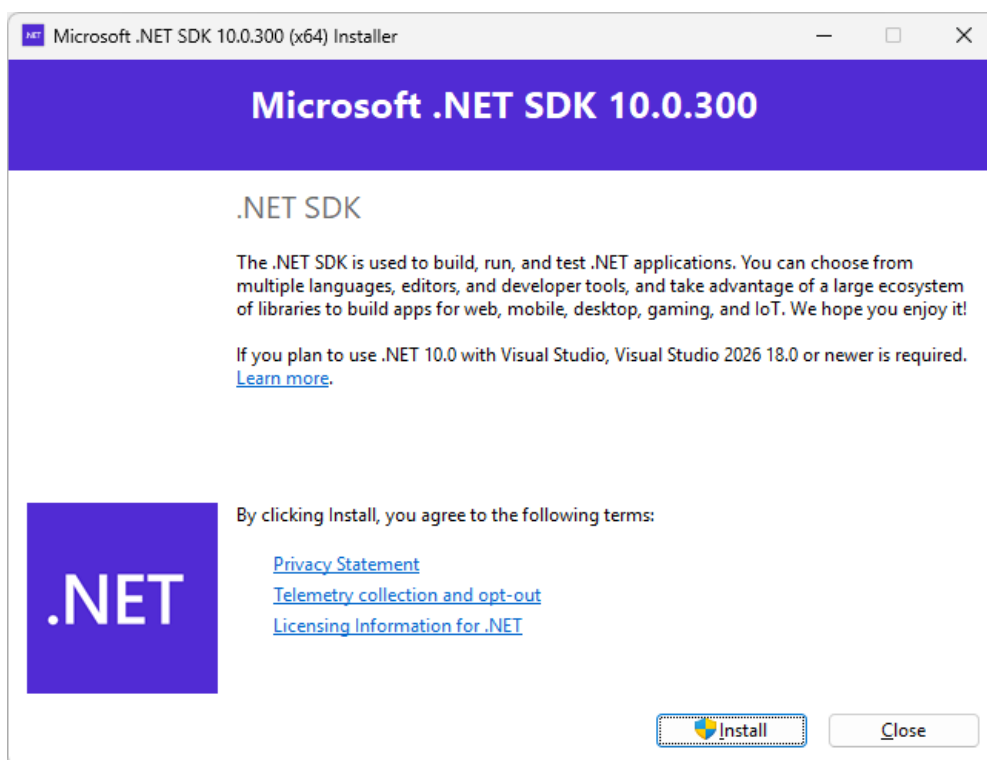 .NET Microsoft .NET SDK 10.0.300 (x64) Installer
Microsoft .NET SDK 10.0.300
.NET SDK
The .NET SDK is used to build, run, and test .NET applications. You can choose from
multiple languages, editors, and developer tools, and take advantage of a large ecosystem
of libraries to build apps for web, mobile, desktop, gaming, and IoT. We hope you enjoy it!
If you plan to use .NET 10.0 with Visual Studio, Visual Studio 2026 18.0 or newer is required.
Learn more.
By clicking Install, you agree to the following terms:
Privacy Statement
Telemetry collection and opt-out
Licensing Information for .NET
.NET
Install Close